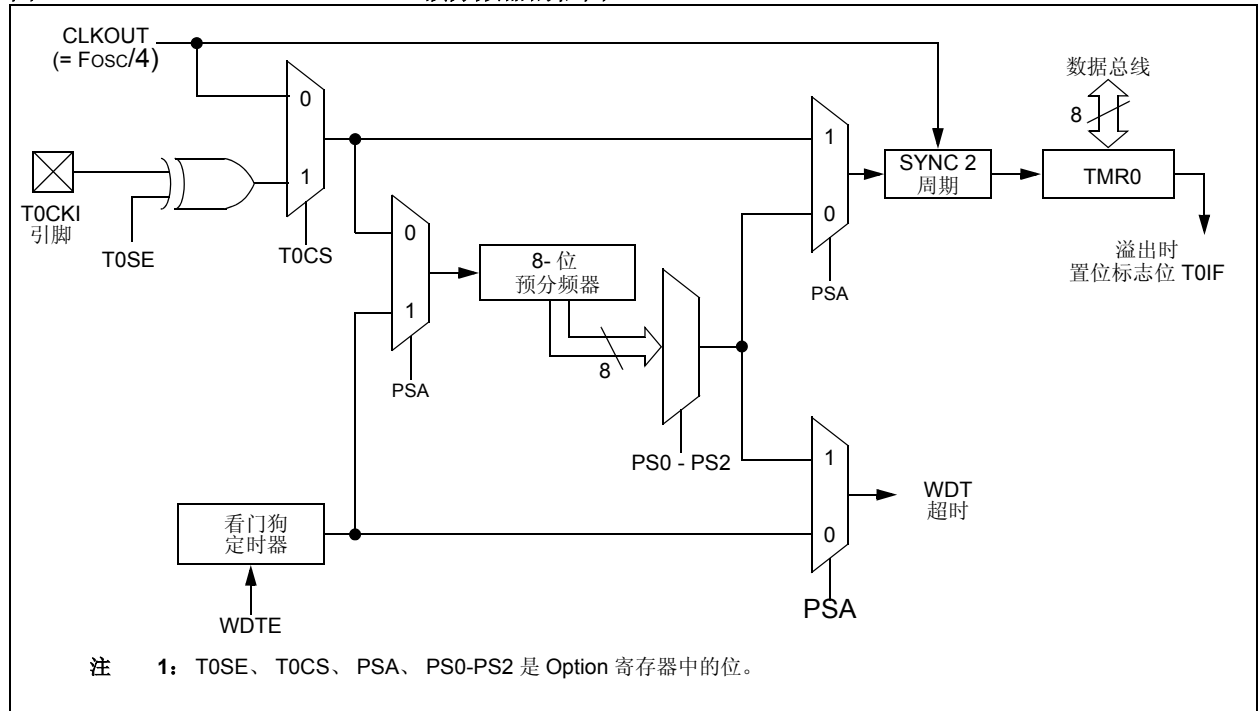 CLKOUT
(= FOSC/4)
数据总线
0
8
1
1
SYNC 2
周期
TMR0
T0CKI
引脚
T0SE
T0CS
0
8- 位
预分频器
0
PSA
溢出时
置位标志位 T0IF
1
8
PSA
PS0 - PS2
1
WDT
超时
看门狗
定时器
0
PSA
WDTE
注 1: T0SE、 T0CS、 PSA、 PS0-PS2 是 Option 寄存器中的位。